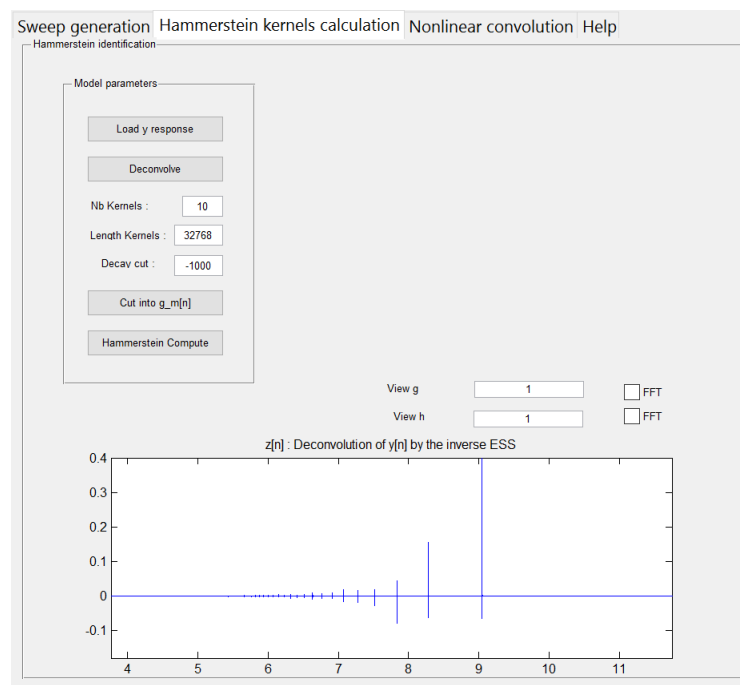 Sweep generation Hammerstein kernels calculation Nonlinear convolution Help
Hammerstein identification
Model parameters
Load y response
Deconvolve
Nb Kernels : 10
Length Kernels : 32768
Decay cut : -1000
Cut into g_m[n]
Hammerstein Compute
View g 1 FFT
View h 1 FFT
z[n] : Deconvolution of y[n] by the inverse ESS
0.4
0.3
0.2
0.1
0
-0.1
4 5 6 7 8 9 10 11